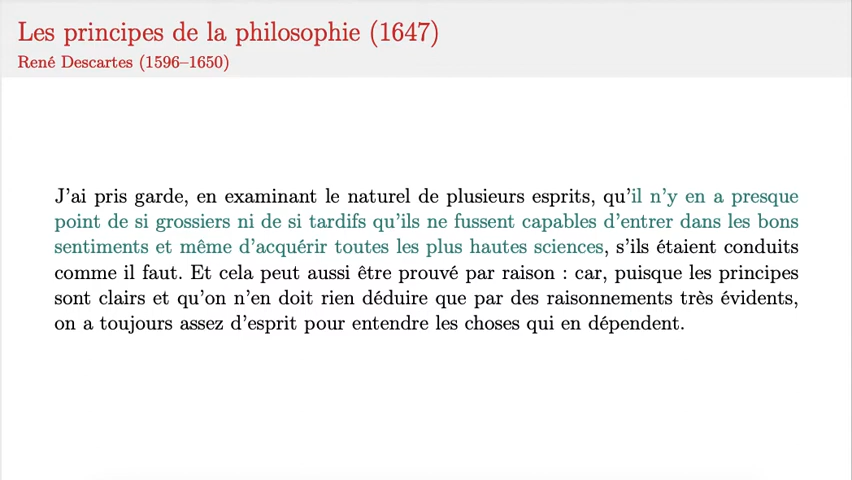 Les principes de la philosophie (1647)
René Descartes (1596–1650)
J'ai pris garde, en examinant le naturel de plusieurs esprits, qu'il n'y en a presque
point de si grossiers ni de si tardifs qu'ils ne fussent capables d'entrer dans les bons
sentiments et même d'acquérir toutes les plus hautes sciences, s'ils étaient conduits
comme il faut. Et cela peut aussi être prouvé par raison : car, puisque les principes
sont clairs et qu'on n'en doit rien déduire que par des raisonnements très évidents,
on a toujours assez d'esprit pour entendre les choses qui en dépendent.